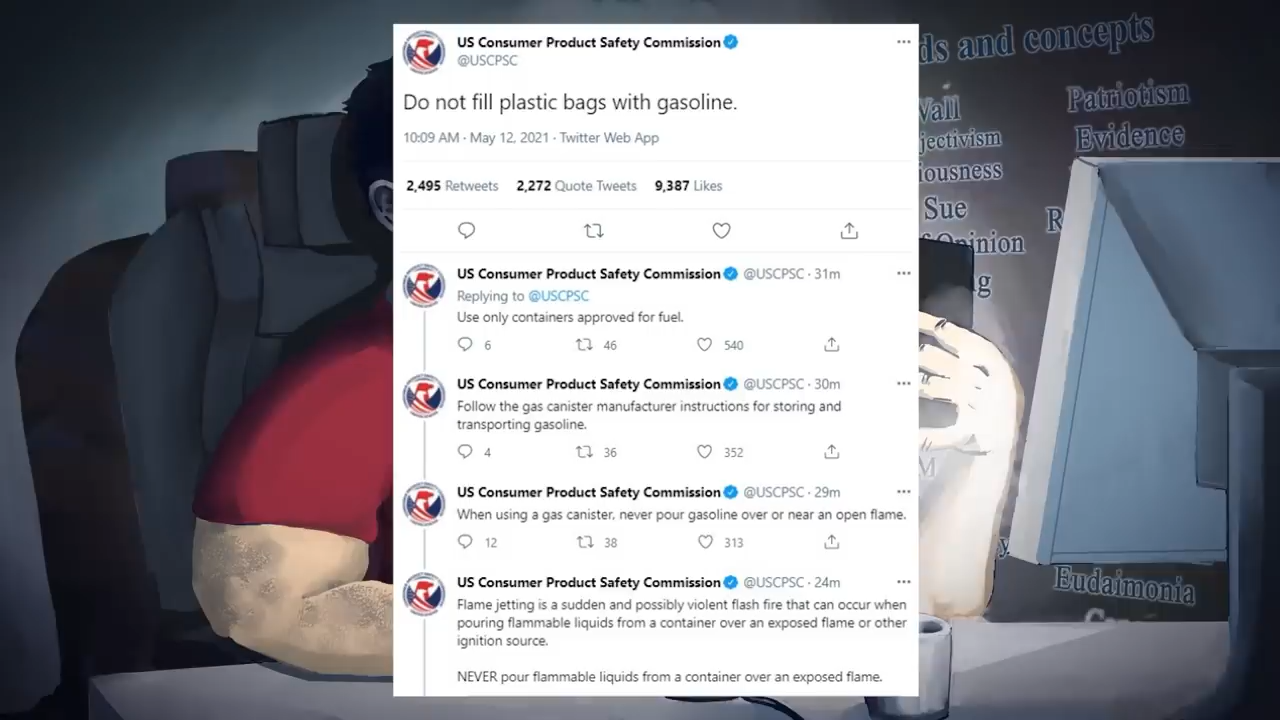 US Consumer Product Safety Commission
@USCPSC
Do not fill plastic bags with gasoline.
10:09 AM · May 12, 2021 · Twitter Web App
2,495 Retweets 2,272 Quote Tweets 9,387 Likes
US Consumer Product Safety Commission @USCPSC · 31m
Replying to @USCPSC
Use only containers approved for fuel.
6 46 540
US Consumer Product Safety Commission @USCPSC · 30m
Follow the gas canister manufacturer instructions for storing and
transporting gasoline.
4 36 352
US Consumer Product Safety Commission @USCPSC · 29m
When using a gas canister, never pour gasoline over or near an open flame.
12 38 313
US Consumer Product Safety Commission @USCPSC · 24m
Flame jetting is a sudden and possibly violent flash fire that can occur when
pouring flammable liquids from a container over an exposed flame or other
ignition source.
NEVER pour flammable liquids from a container over an exposed flame.
ds and concepts
Wall
Patriotism
jectivism
Evidence
iousness
Sue
Opinion
Eudaimonia